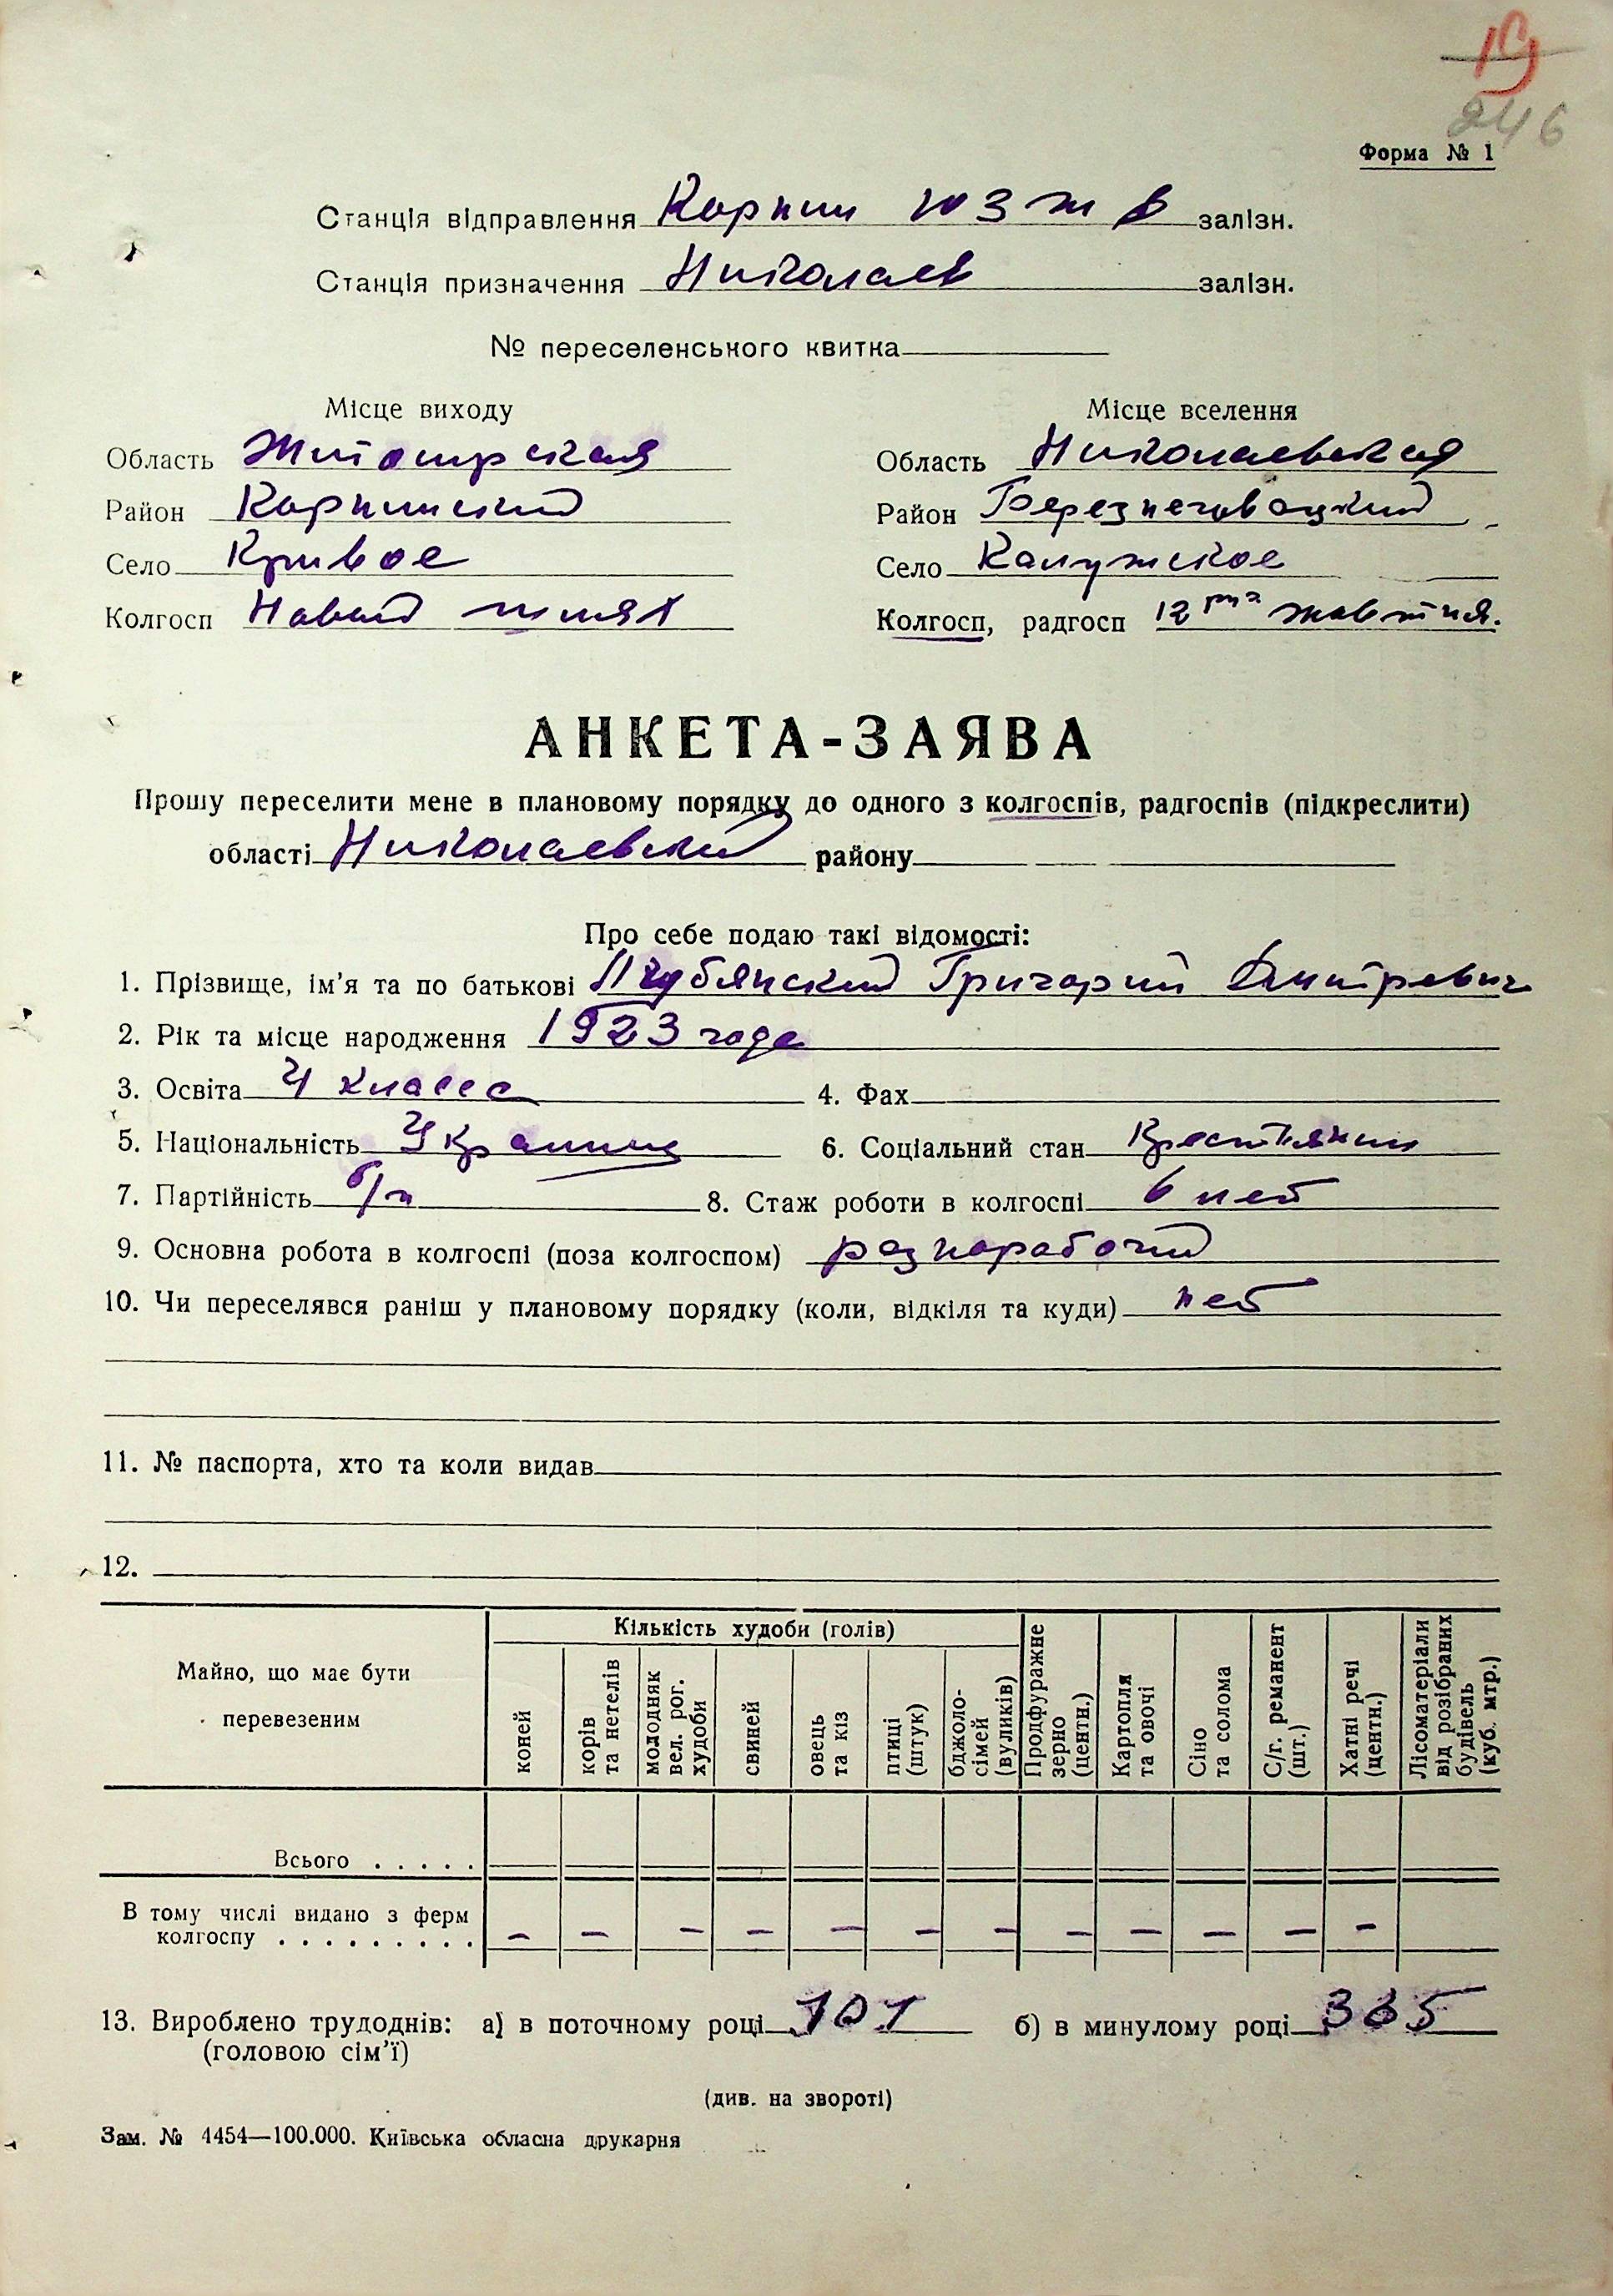 19
246
Форма № 1
Станція відправлення Корнин ЮЗжд залізн.
Станція призначення Николаев залізн.
№ переселенського квитка
Місце виходу Місце вселення
Область Житомирская Область Николаевская
Район Корнинский Район Березнеговацкий
Село Кривое Село Калужское
Колгосп Новый шлях Колгосп, радгосп 12 річя Жовтня.
АНКЕТА-ЗАЯВА
Прошу переселити мене в плановому порядку до одного з колгоспів, радгоспів (підкреслити)
області Николаевский району
Про себе подаю такі відомості:
1. Прізвище, ім'я та по батькові Григорий Дмитревич
2. Рік та місце народження 1923 года
3. Освіта 4 класса 4. Фах
5. Національність Украинец 6. Соціальний стан Крестьянин
7. Партійність б/п 8. Стаж роботи в колгоспі 6 лет
9. Основна робота в колгоспі (поза колгоспом) разнорабочий
10. Чи переселявся раніш у плановому порядку (коли, відкіля та куди) нет
11. № паспорта, хто та коли видав
12.
Майно, що має бути перевезеним
Кількість худоби (голів)
коней
корів та нетелів
молодняк вел. рог. худоби
свиней
овець та кіз
птиці (штук)
бджоло-сімей (вуликів)
Продфуражне зерно (центн.)
Картопля та овочі
Сіно та солома
С/г. реманент (шт.)
Хатні речі (центн.)
Лісоматеріали від розібраних будівель (куб. мтр.)
Всього . . . . .
В тому числі видано з ферм
колгоспу . . . . . . . . . – – – – – – – – – – – –
13. Вироблено трудоднів: а) в поточному році 101 б) в минулому році 365
(головою сім'ї)
(див. на звороті)
Зам. № 4454—100.000. Київська обласна друкарня